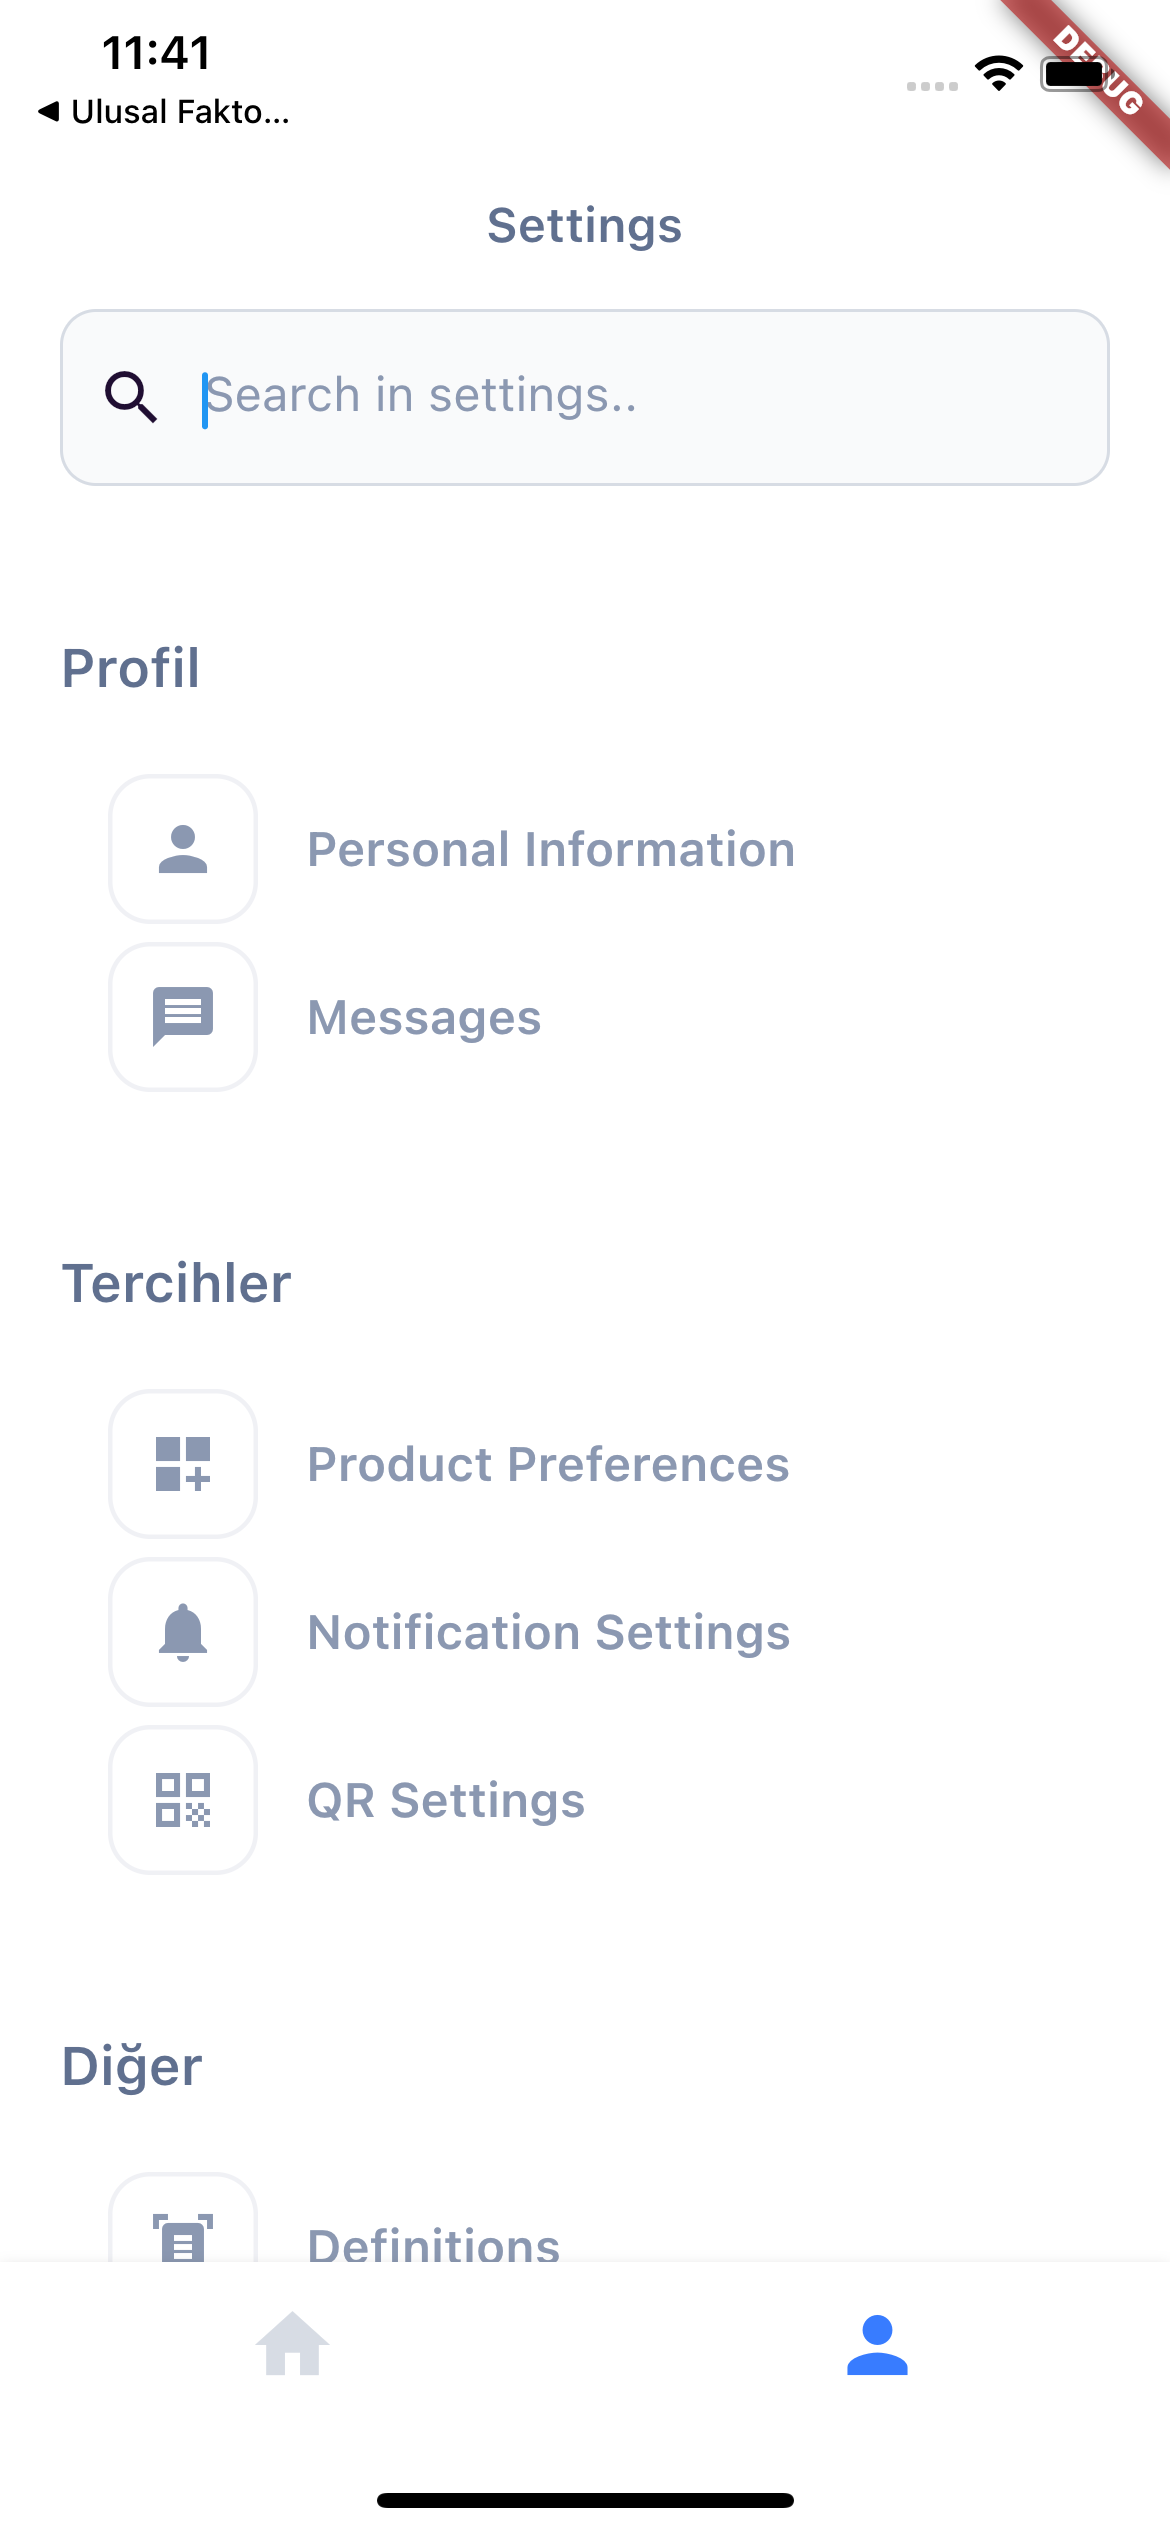 11:41
DEBUG
◀ Ulusal Fakto...
Settings
Search in settings..
Profil
Personal Information
Messages
Tercihler
Product Preferences
Notification Settings
QR Settings
Diğer
Definitions